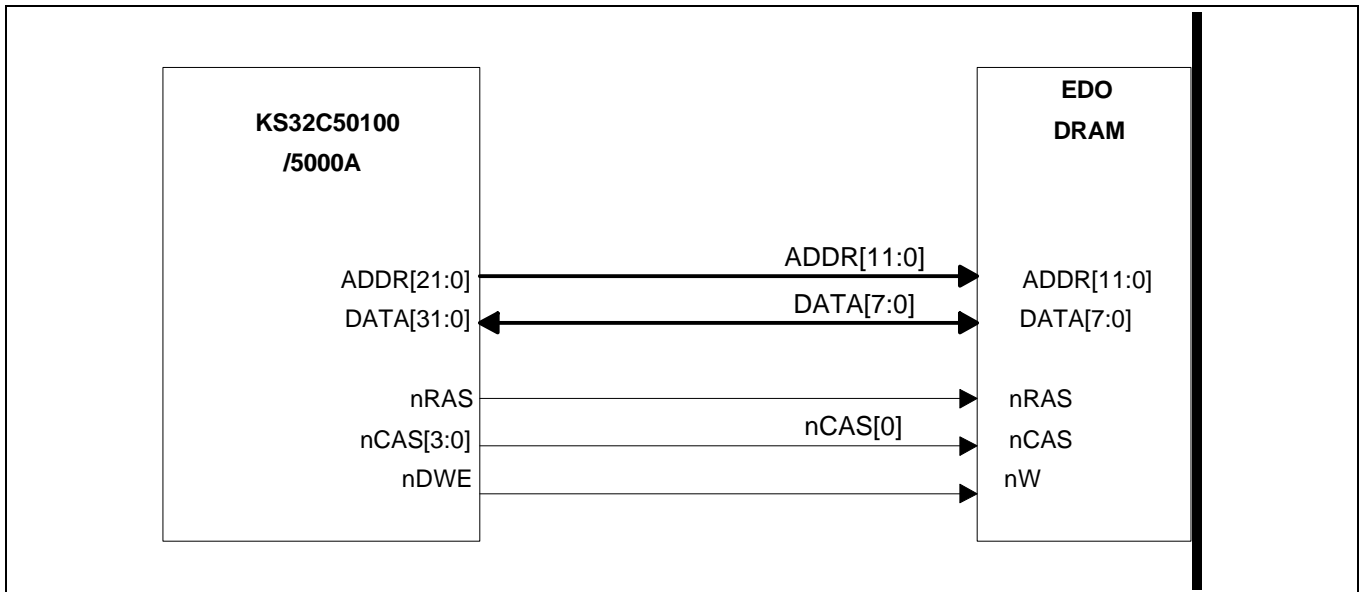 KS32C50100
/5000A
EDO
DRAM
ADDR[21:0]
ADDR[11:0]
ADDR[11:0]
DATA[31:0]
DATA[7:0]
DATA[7:0]
nRAS
nRAS
nCAS[3:0]
nCAS[0]
nCAS
nDWE
nW